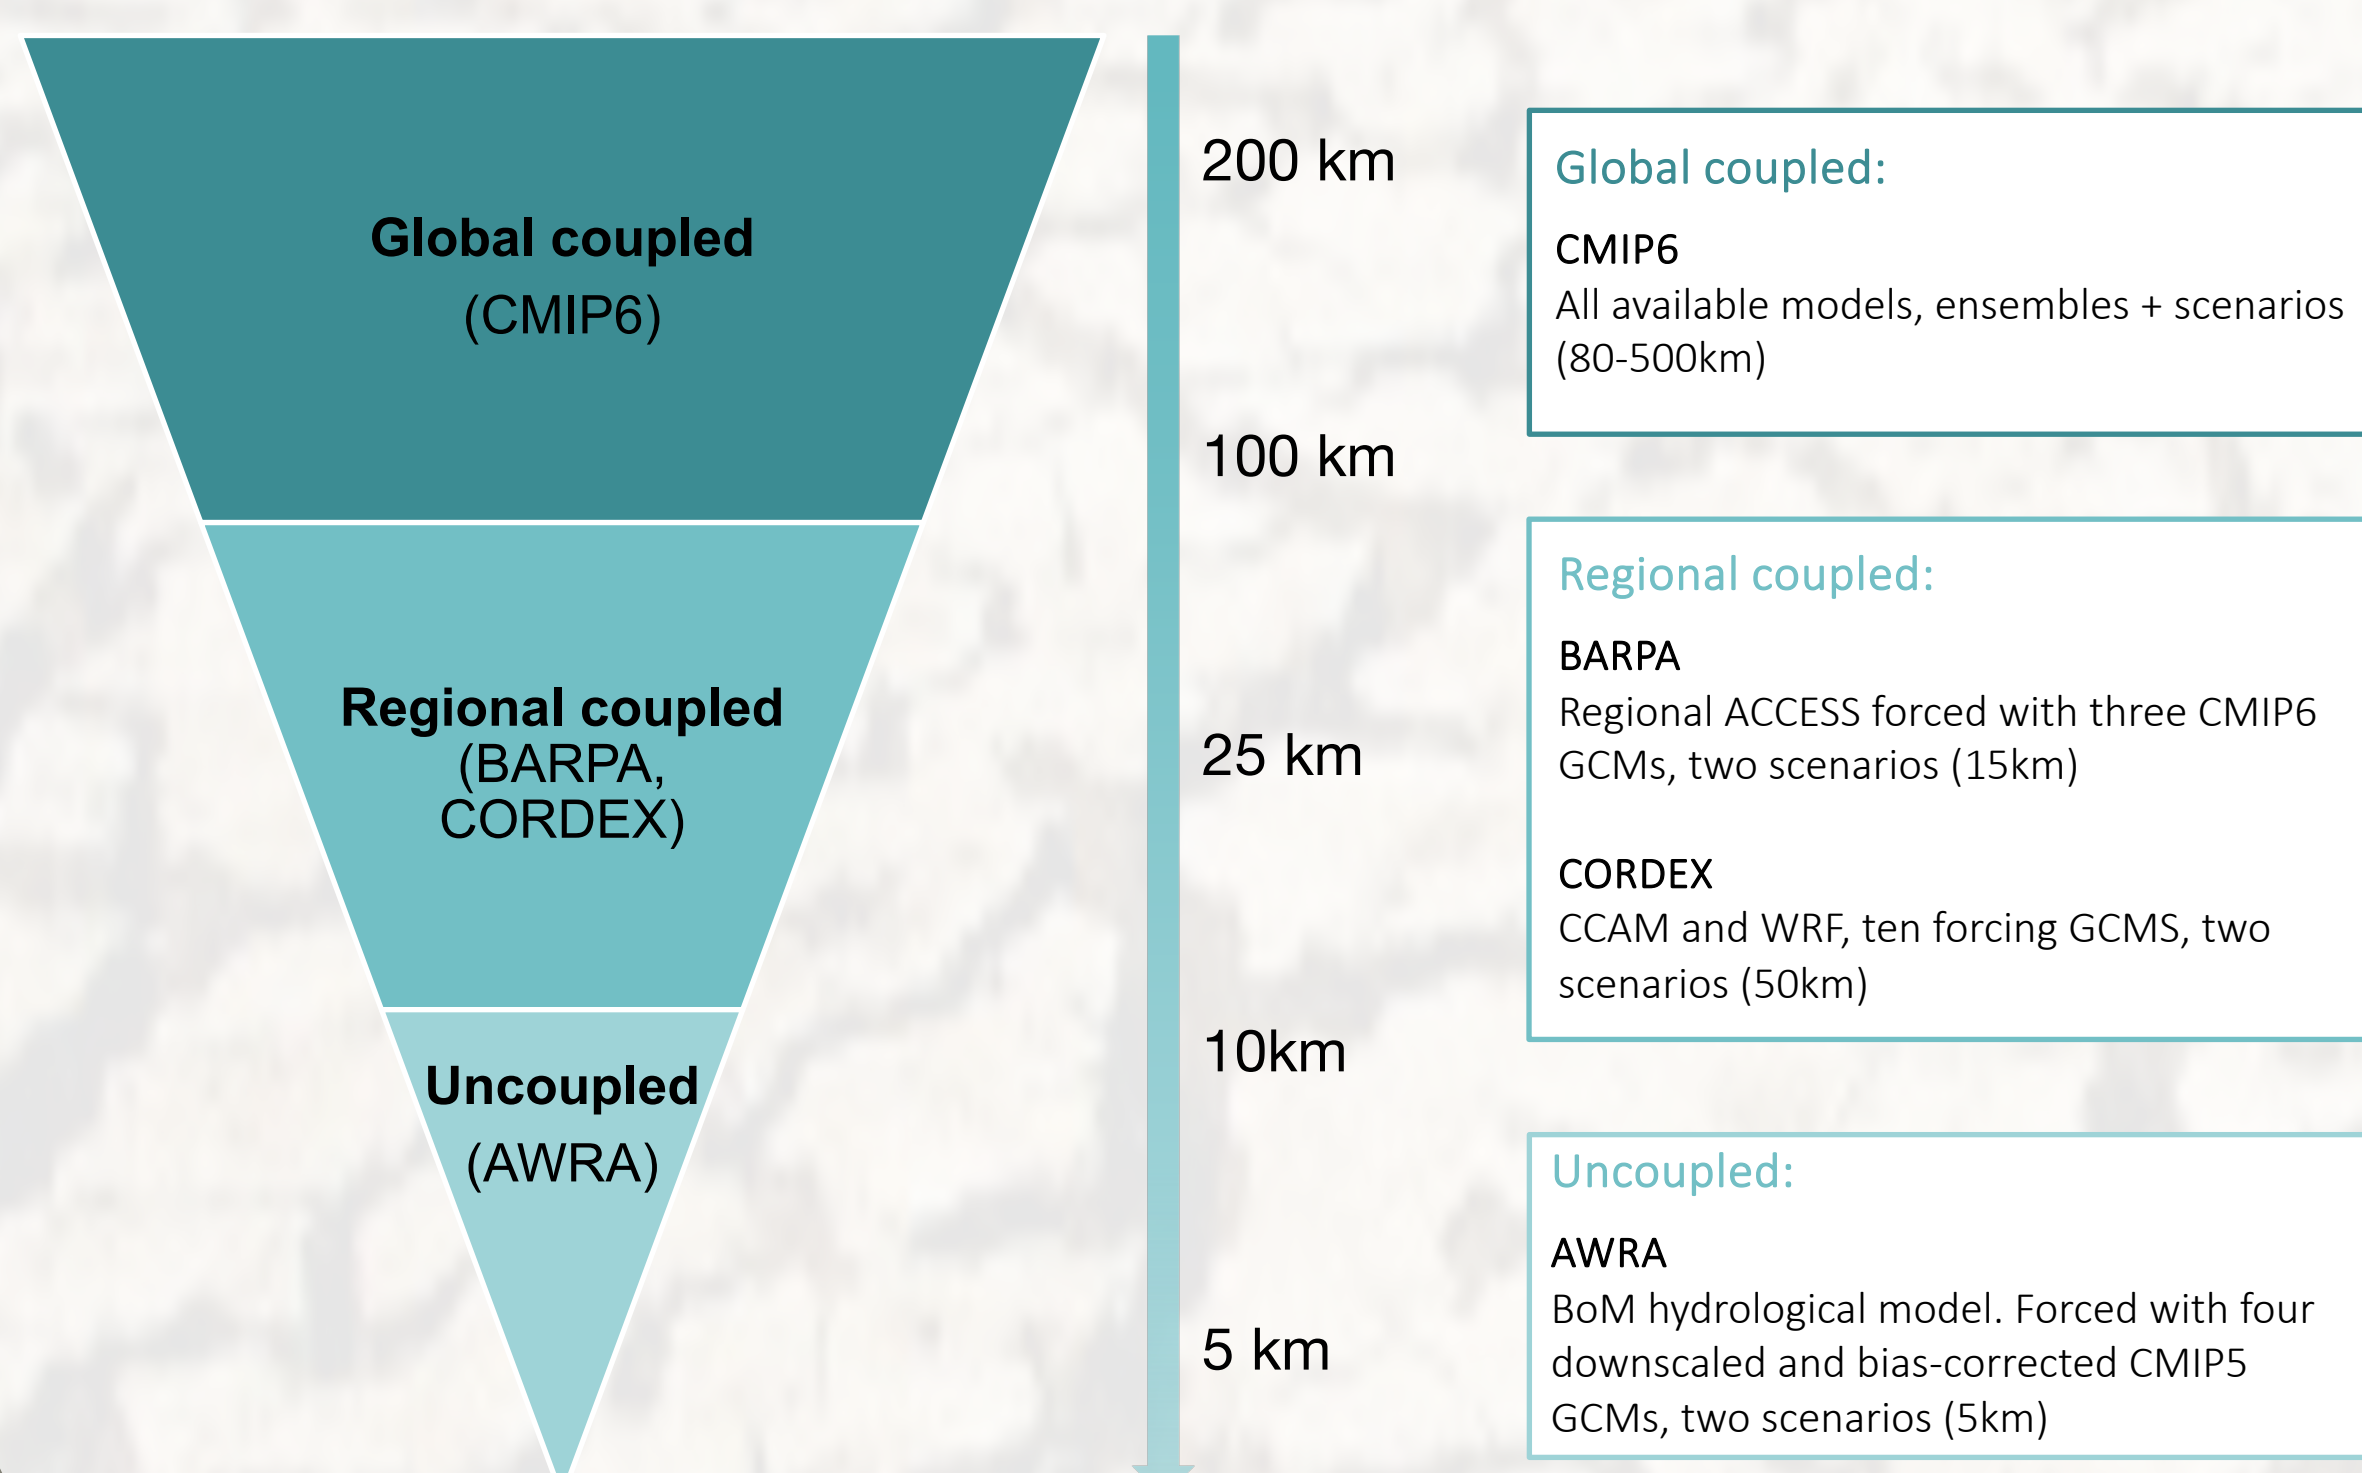 Global coupled
(CMIP6)
Regional coupled
(BARPA,
CORDEX)
Uncoupled
(AWRA)
200 km
100 km
25 km
10km
5 km
Global coupled:
CMIP6
All available models, ensembles + scenarios
(80-500km)
Regional coupled:
BARPA
Regional ACCESS forced with three CMIP6
GCMs, two scenarios (15km)
CORDEX
CCAM and WRF, ten forcing GCMS, two
scenarios (50km)
Uncoupled:
AWRA
BoM hydrological model. Forced with four
downscaled and bias-corrected CMIP5
GCMs, two scenarios (5km)